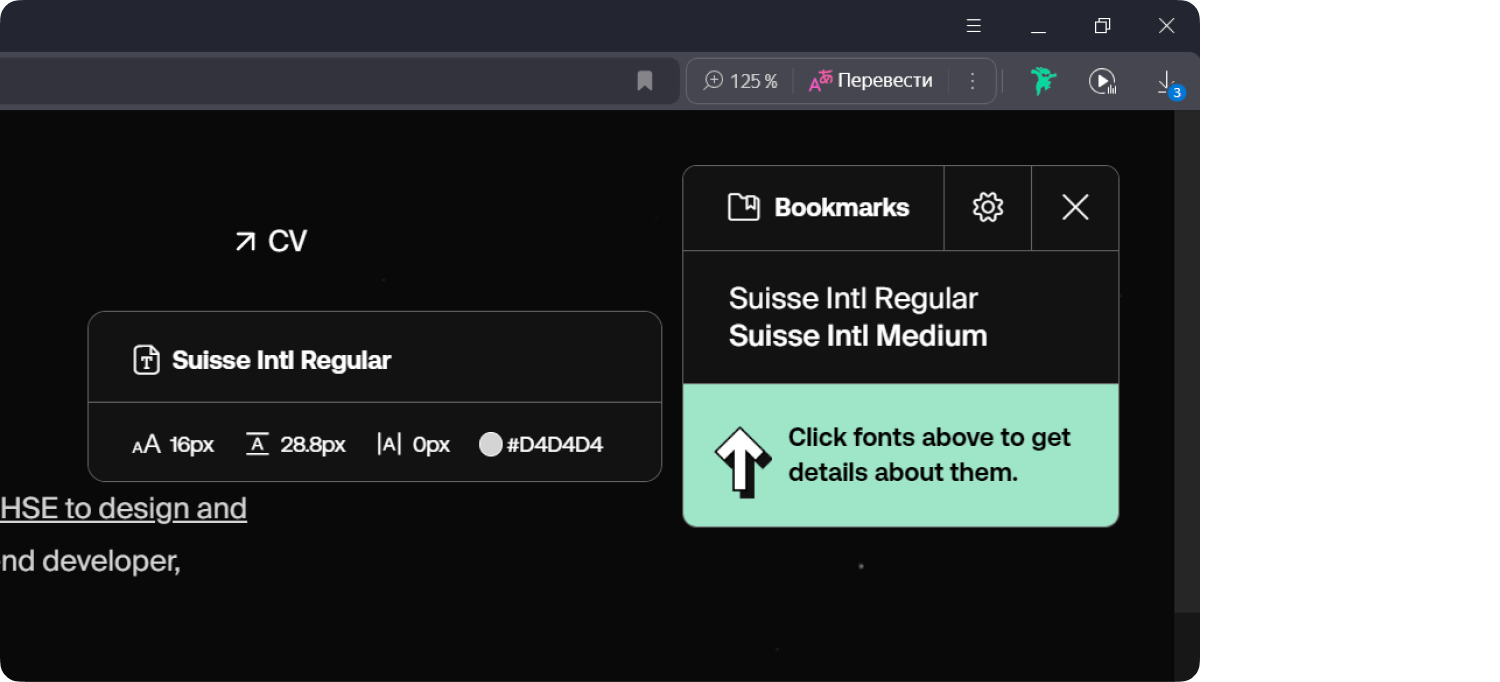 125 %
Перевести
3
Bookmarks
CV
Suisse Intl Regular
Suisse Intl Medium
Suisse Intl Regular
16px
28.8px
0px
#D4D4D4
Click fonts above to get
details about them.
HSE to design and
nd developer,